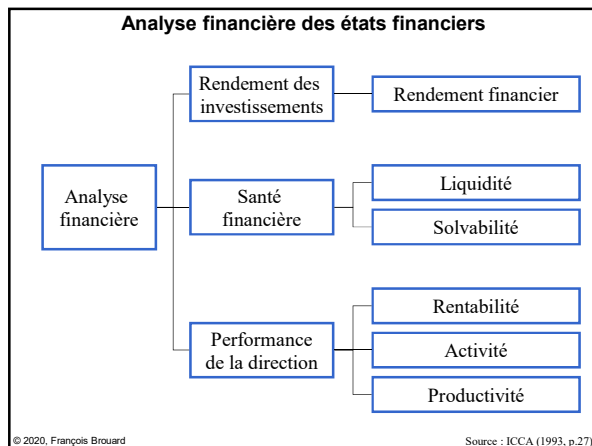 Analyse financière des états financiers
Rendement des
investissements
Rendement financier
Analyse
financière
Santé
financière
Liquidité
Solvabilité
Performance
de la direction
Rentabilité
Activité
Productivité
© 2020, François Brouard
Source : ICCA (1993, p.27)